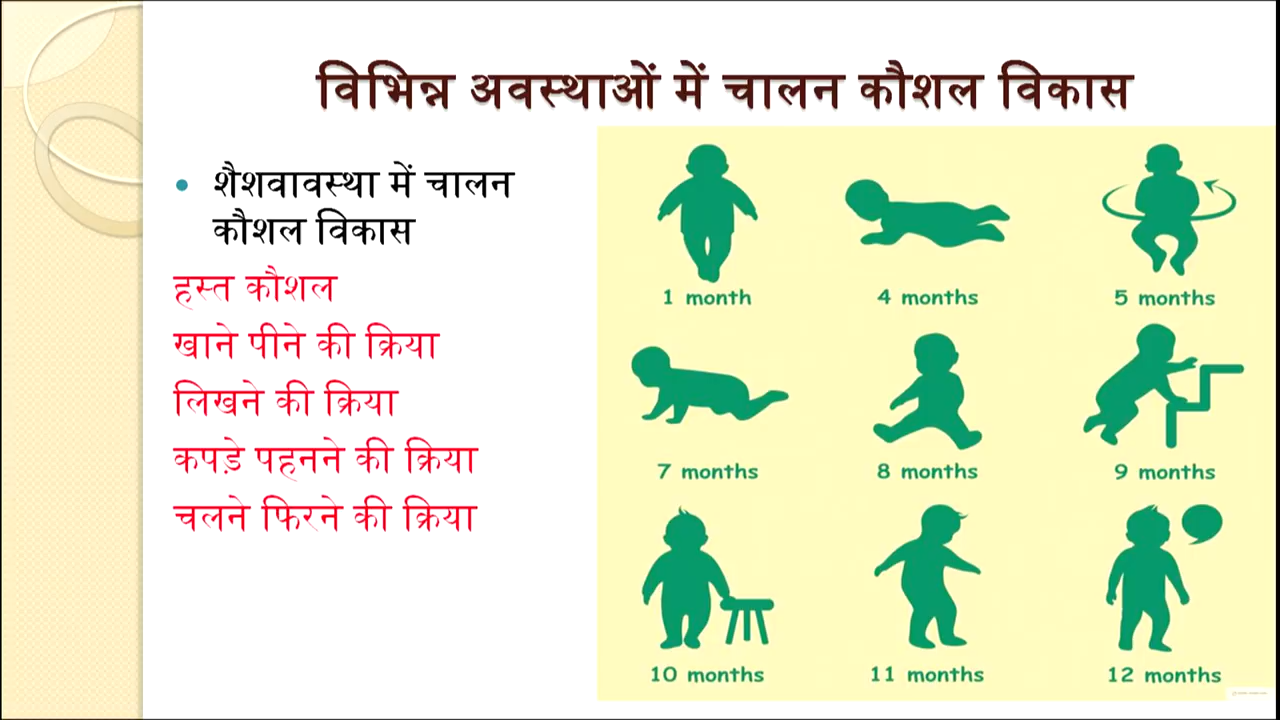 विभिन्न अवस्थाओं में चालन कौशल विकास
शैशवावस्था में चालन
कौशल विकास
हस्त कौशल
खाने पीने की क्रिया
लिखने की क्रिया
कपड़े पहनने की क्रिया
चलने फिरने की क्रिया
1 month
4 months
5 months
7 months
8 months
9 months
10 months
11 months
12 months